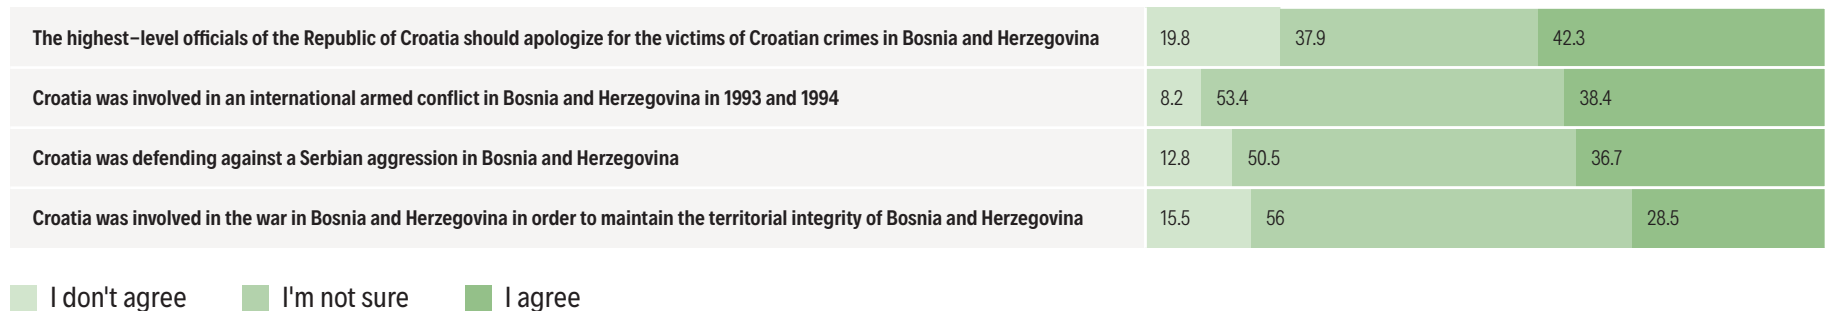 The highest–level officials of the Republic of Croatia should apologize for the victims of Croatian crimes in Bosnia and Herzegovina 19.8 37.9 42.3
Croatia was involved in an international armed conflict in Bosnia and Herzegovina in 1993 and 1994 8.2 53.4 38.4
Croatia was defending against a Serbian aggression in Bosnia and Herzegovina 12.8 50.5 36.7
Croatia was involved in the war in Bosnia and Herzegovina in order to maintain the territorial integrity of Bosnia and Herzegovina 15.5 56 28.5
I don't agree I'm not sure I agree